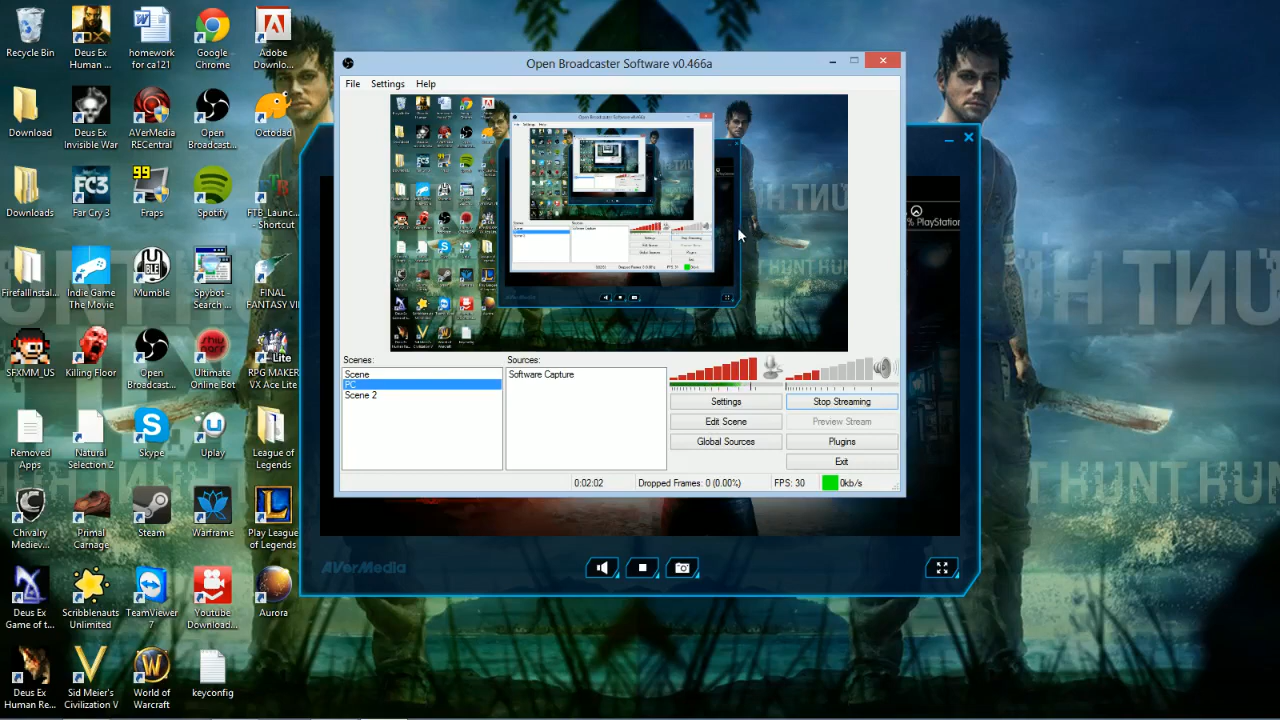 Recycle Bin
Deus Ex
Human ...
homework
for ca121
Google
Chrome
Adobe
Downlo...
Download
Deus Ex
Invisible War
AVerMedia
RECentral
Open
Broadcast...
Octodad
Downloads
Far Cry 3
99
Fraps
Spotify
FTB_Launc...
- Shortcut
FirefallInstal...
Indie Game
The Movie
Mumble
Spybot -
Search ...
FINAL
FANTASY VII
SFXMM_US
Killing Floor
Open
Broadcast...
Ultimate
Online Bot
RPG MAKER
VX Ace Lite
Removed
Apps
Natural
Selection 2
Skype
Uplay
League of
Legends
Chivalry
Mediev...
Primal
Carnage
Steam
Warframe
Play League
of Legends
Deus Ex
Game of t...
Scribblenauts
Unlimited
TeamViewer
7
Youtube
Download...
Aurora
Deus Ex
Human Re...
Sid Meier's
Civilization V
World of
Warcraft
keyconfig
Open Broadcaster Software v0.466a
File Settings Help
Scenes:
Scene
PC
Scene 2
Sources:
Software Capture
Settings
Stop Streaming
Edit Scene
Preview Stream
Global Sources
Plugins
Exit
0:02:02
Dropped Frames: 0 (0.00%)
FPS: 30
0kb/s
PlayStation
AVerMedia
HUNT HUN